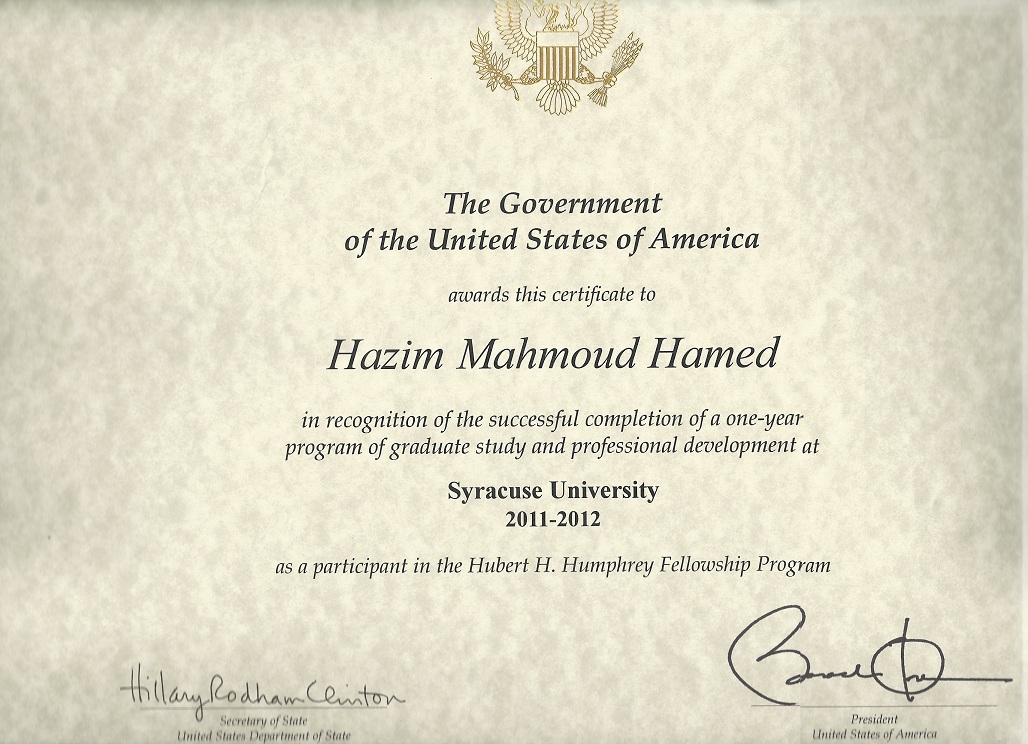 The Government
of the United States of America
awards this certificate to
Hazim Mahmoud Hamed
in recognition of the successful completion of a one-year
program of graduate study and professional development at
Syracuse University
2011-2012
as a participant in the Hubert H. Humphrey Fellowship Program
Hillary Rodham Clinton
Secretary of State
United States Department of State
Barack Obama
President
United States of America